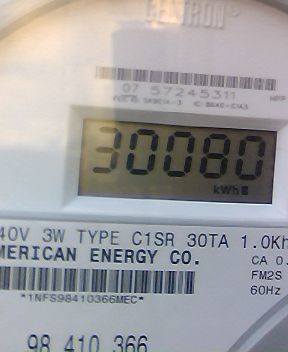 CENTRON®
07 57245311
30080
kWh
40V 3W TYPE C1SR 30TA 1.0Kh
MERICAN ENERGY CO.
CA 0.
FM2S
*1NFS98410366MEC*
60Hz
98 410 366